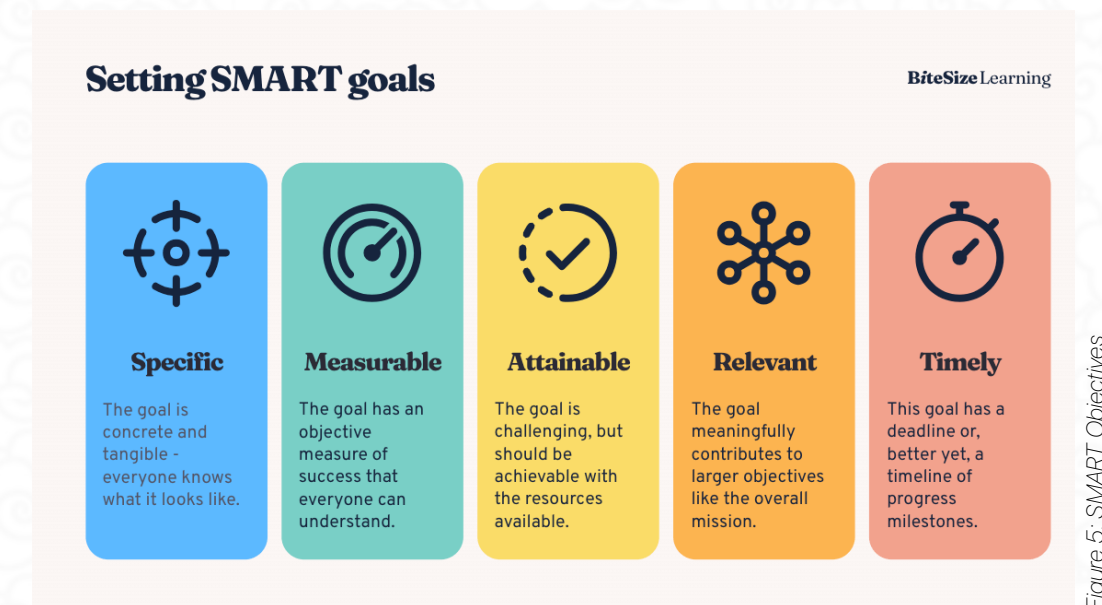 Setting SMART goals
BiteSize Learning
Specific
The goal is
concrete and
tangible -
everyone knows
what it looks like.
Measurable
The goal has an
objective
measure of
success that
everyone can
understand.
Attainable
The goal is
challenging, but
should be
achievable with
the resources
available.
Relevant
The goal
meaningfully
contributes to
larger objectives
like the overall
mission.
Timely
This goal has a
deadline or,
better yet, a
timeline of
progress
milestones.
Figure 5: SMART Objectives